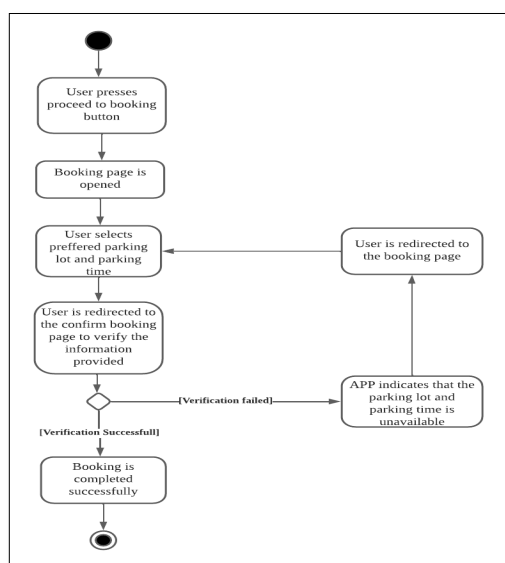 User presses
proceed to booking
button
Booking page is
opened
User selects
preffered parking
lot and parking
time
User is redirected to
the confirm booking
page to verify the
information
provided
[Verification failed]
APP indicates that the
parking lot and
parking time is
unavailable
User is redirected to
the booking page
[Verification Successfull]
Booking is
completed
successfully